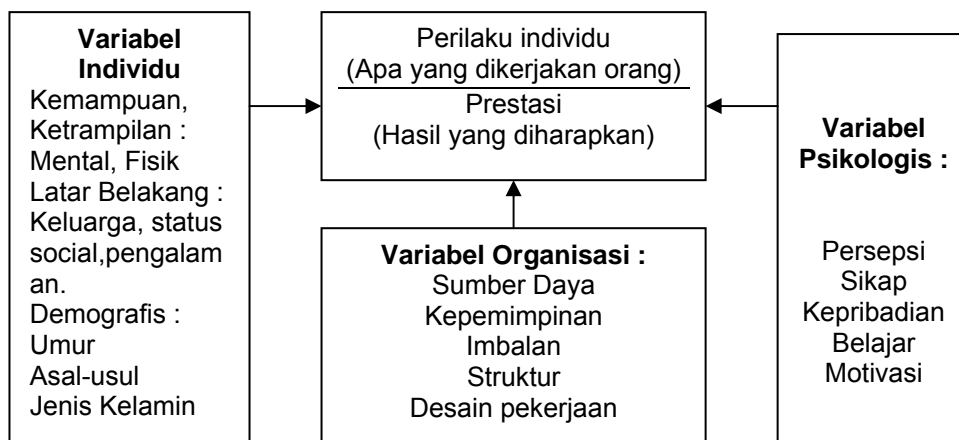 Variabel
Individu
Kemampuan,
Ketrampilan :
Mental, Fisik
Latar Belakang :
Keluarga, status
social,pengalam
an.
Demografis :
Umur
Asal-usul
Jenis Kelamin
Perilaku individu
(Apa yang dikerjakan orang)
Prestasi
(Hasil yang diharapkan)
Variabel Organisasi :
Sumber Daya
Kepemimpinan
Imbalan
Struktur
Desain pekerjaan
Variabel
Psikologis :
Persepsi
Sikap
Kepribadian
Belajar
Motivasi